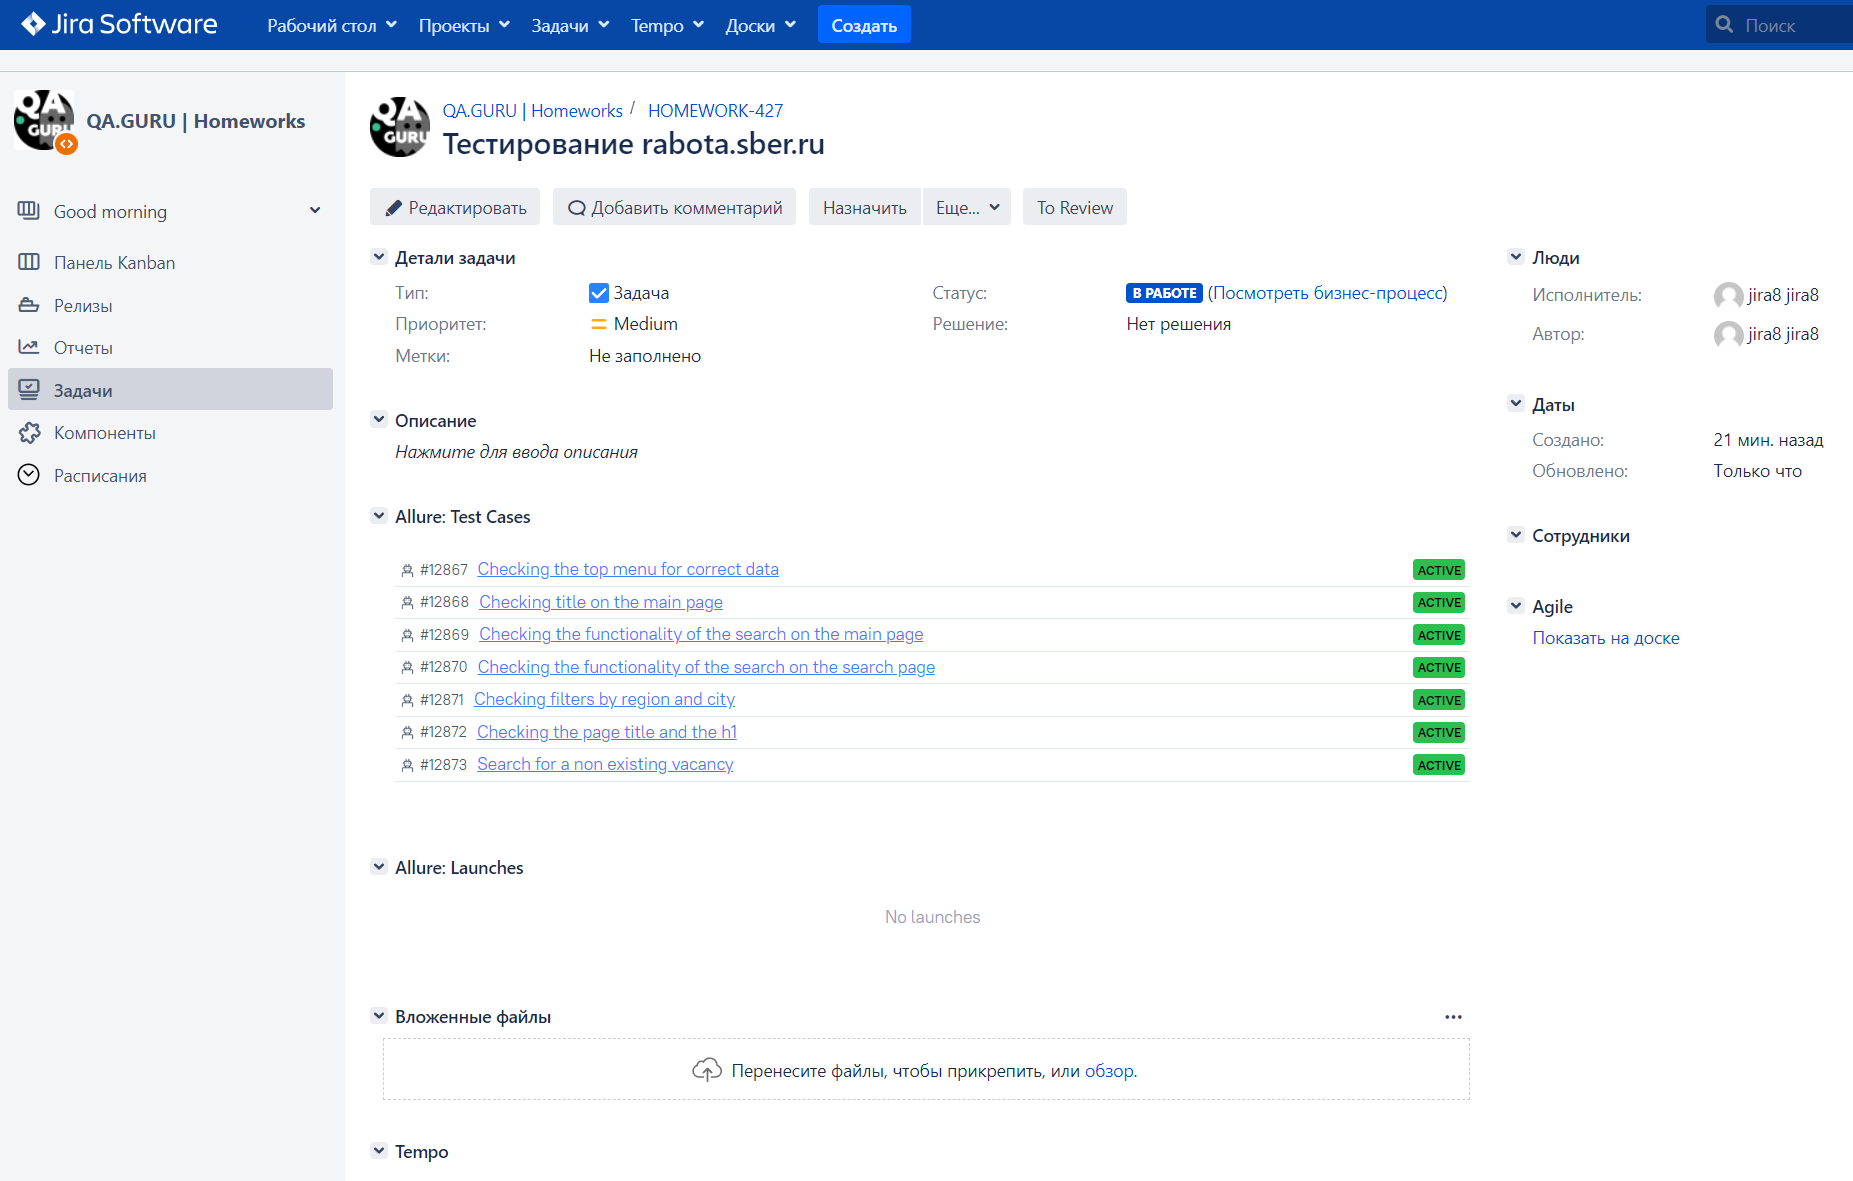 Jira Software
Рабочий стол Проекты Задачи Tempo Доски Создать Поиск
QA GURU
QA.GURU | Homeworks
Good morning
Панель Kanban
Релизы
Отчеты
Задачи
Компоненты
Расписания
QA GURU
QA.GURU | Homeworks / HOMEWORK-427
Тестирование rabota.sber.ru
Редактировать Добавить комментарий Назначить Еще... To Review
Детали задачи
Тип: Задача Статус: В РАБОТЕ (Посмотреть бизнес-процесс)
Приоритет: Medium Решение: Нет решения
Метки: Не заполнено
Описание
Нажмите для ввода описания
Allure: Test Cases
#12867 Checking the top menu for correct data ACTIVE
#12868 Checking title on the main page ACTIVE
#12869 Checking the functionality of the search on the main page ACTIVE
#12870 Checking the functionality of the search on the search page ACTIVE
#12871 Checking filters by region and city ACTIVE
#12872 Checking the page title and the h1 ACTIVE
#12873 Search for a non existing vacancy ACTIVE
Allure: Launches
No launches
Вложенные файлы
Перенесите файлы, чтобы прикрепить, или обзор.
Tempo
Люди
Исполнитель: jira8 jira8
Автор: jira8 jira8
Даты
Создано: 21 мин. назад
Обновлено: Только что
Сотрудники
Agile
Показать на доске